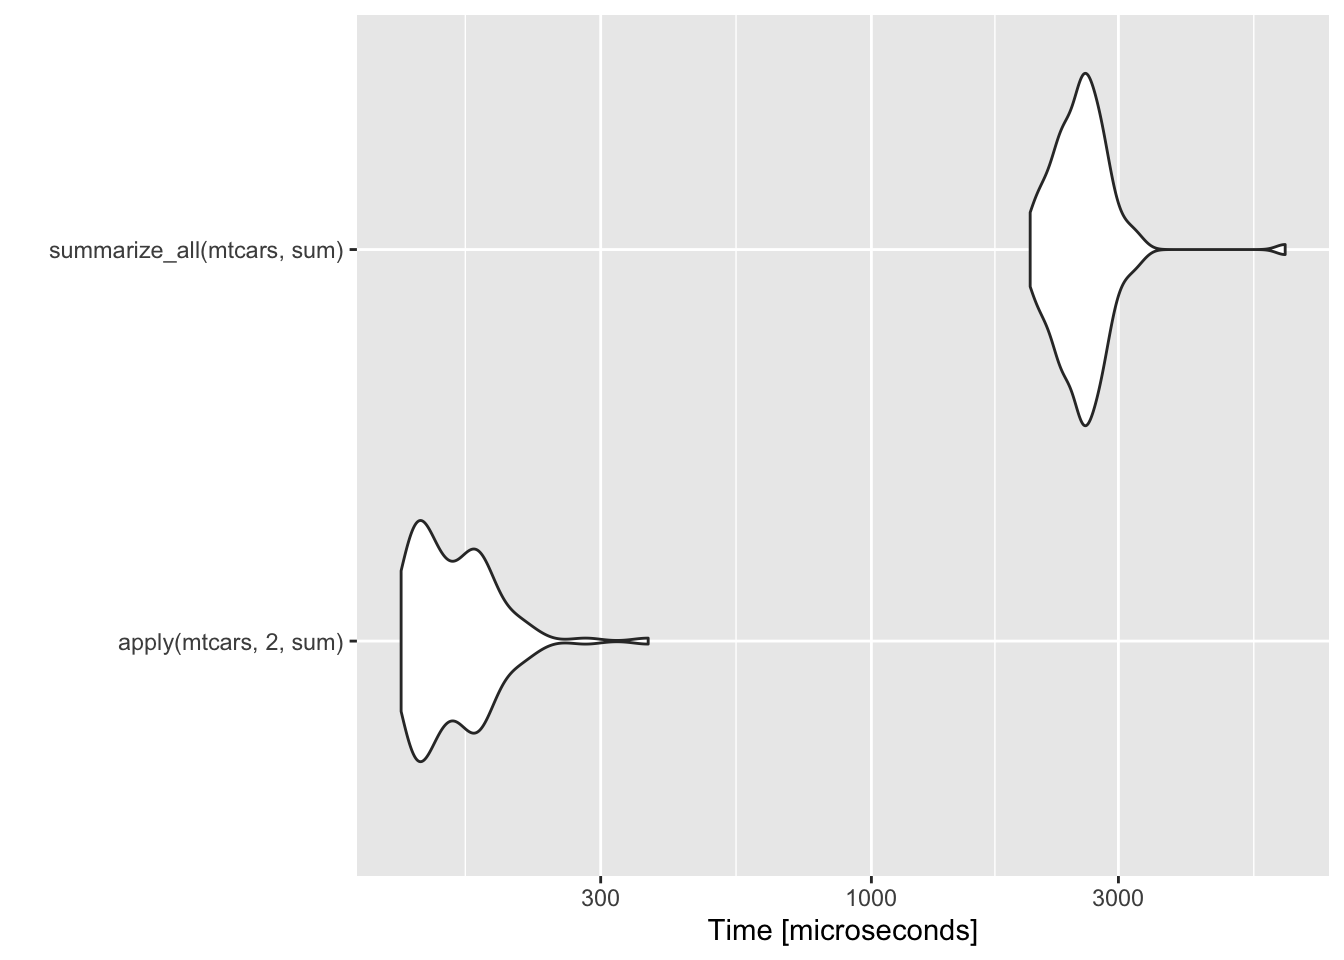 summarize_all(mtcars, sum)
apply(mtcars, 2, sum)
300 1000 3000
Time [microseconds]